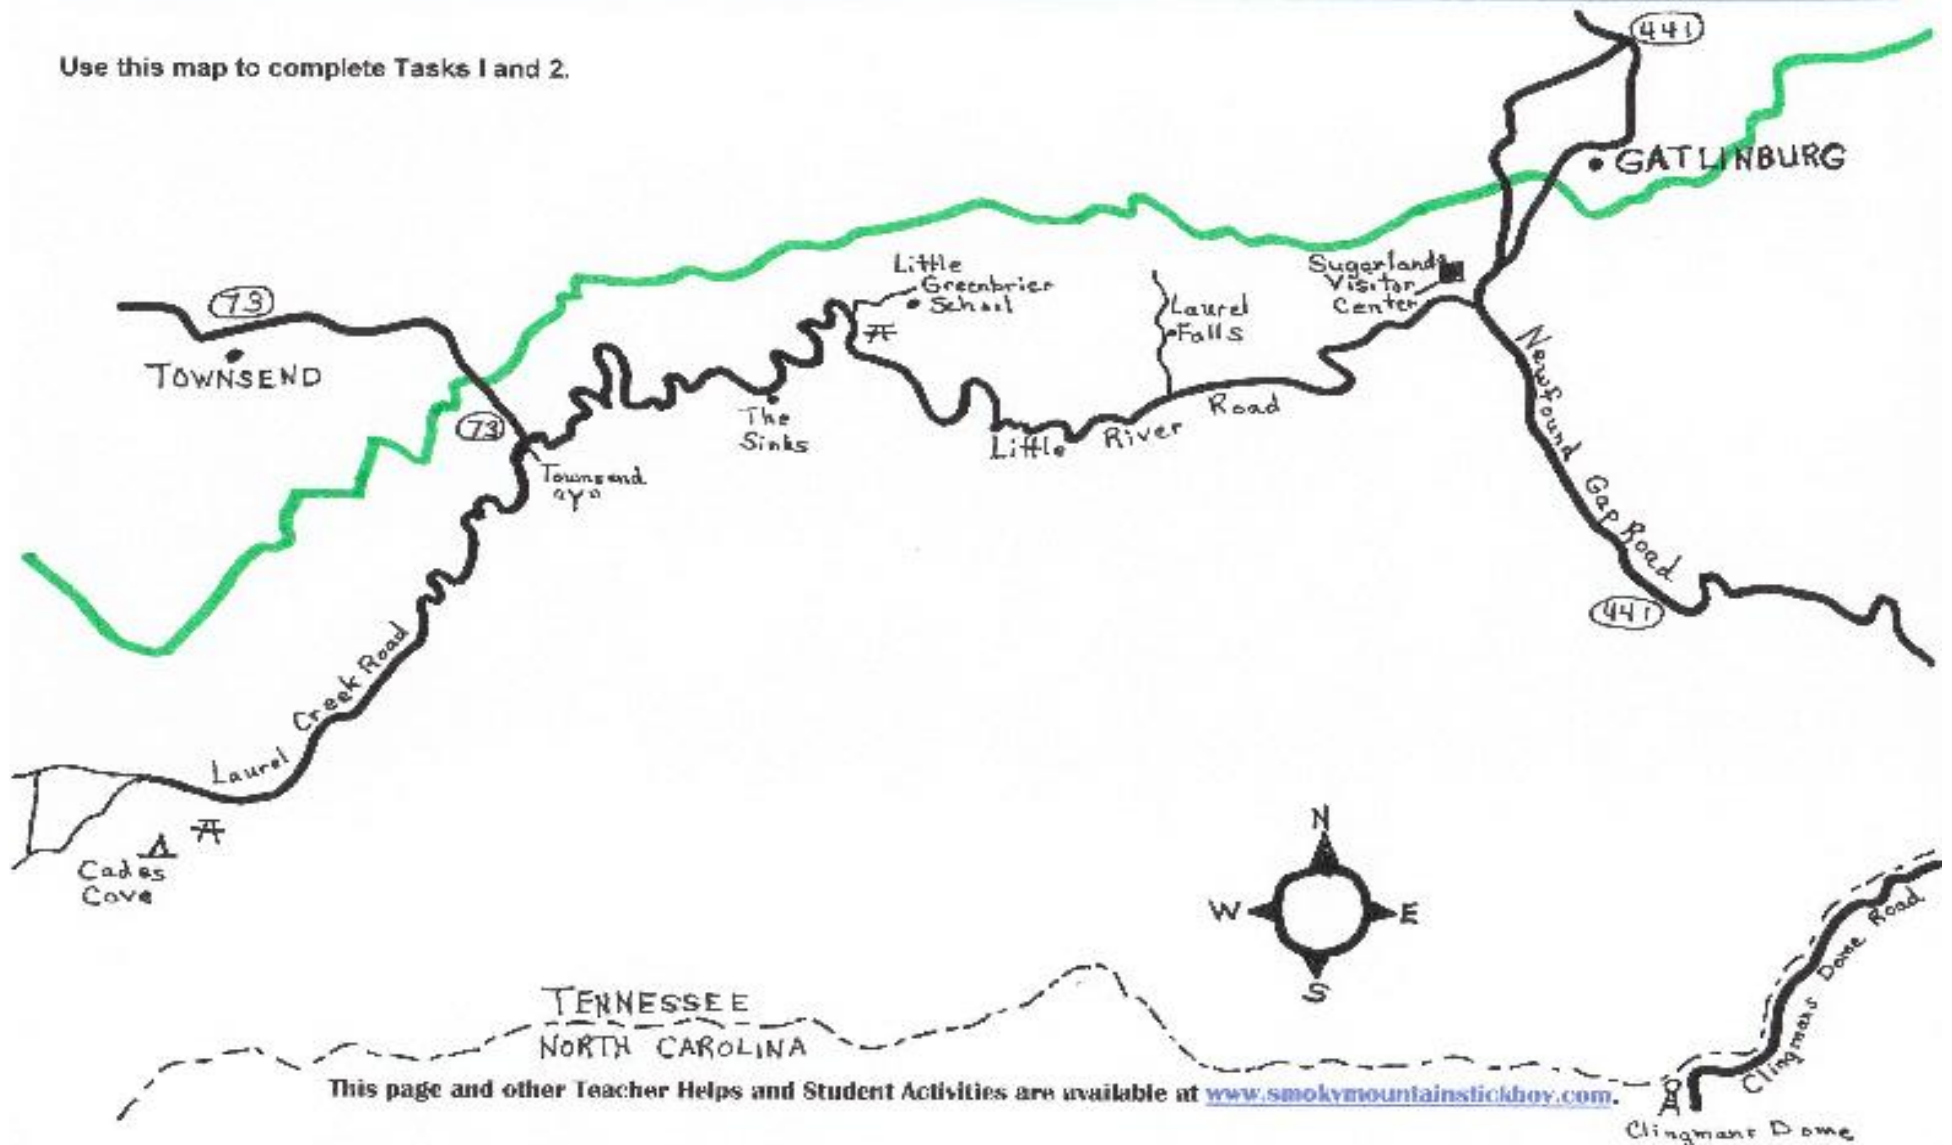 441
Use this map to complete Tasks I and 2.
GATLINBURG
Little
Greenbrier
School
Sugarlands
Visitor
Center
73
Laurel
Falls
TOWNSEND
Newfound Gap Road
73
The
Sinks
Little River Road
Townsend
Gap Road
441
Laurel Creek Road
Cades
Cove
N
W
E
S
Clingmans Dome Road
TENNESSEE
NORTH CAROLINA
This page and other Teacher Helps and Student Activities are available at www.smokymountainstickboy.com.
Clingmans Dome